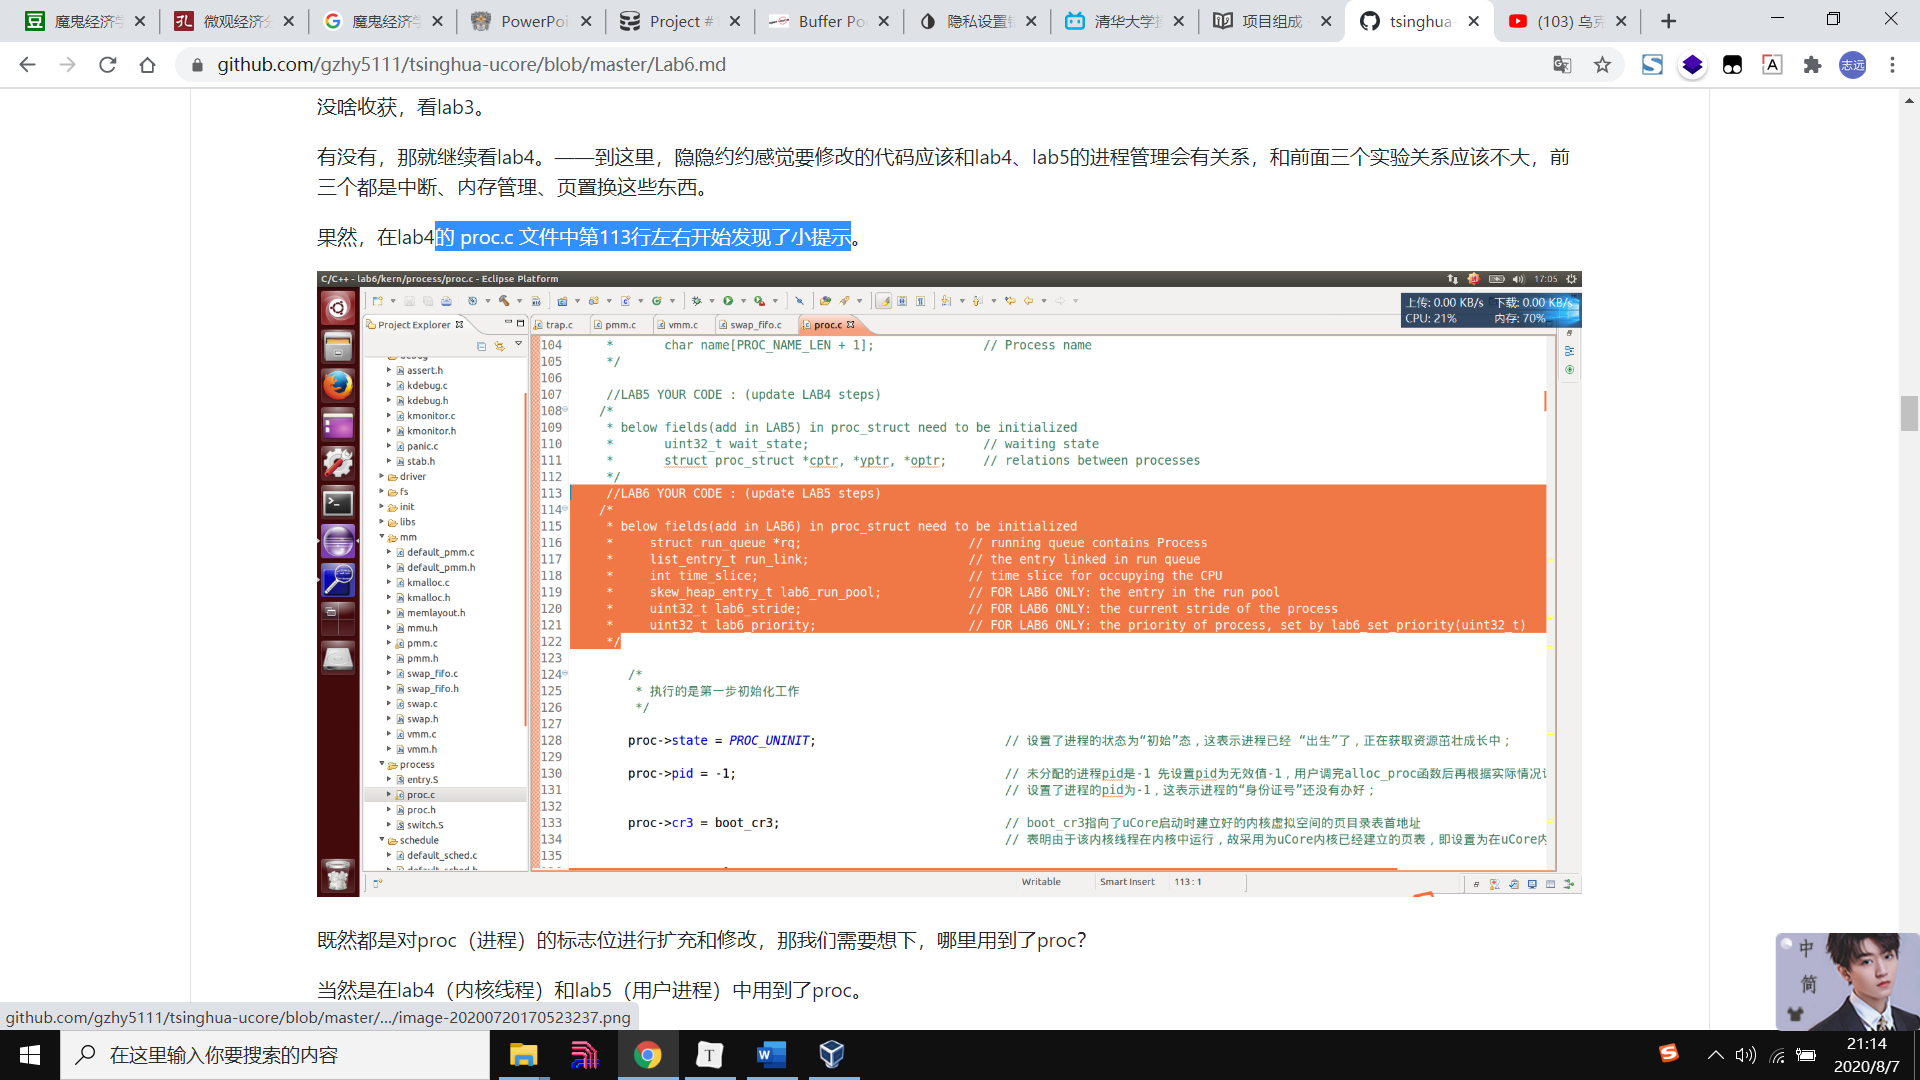 魔鬼经济学
微观经济分
魔鬼经济学
PowerPoi
Project #1
Buffer Po
隐私设置错
清华大学操
项目组成
tsinghua-
(103) 乌克
github.com/gzhy5111/tsinghua-ucore/blob/master/Lab6.md
志远
没啥收获，看lab3。
有没有，那就继续看lab4。——到这里，隐隐约约感觉要修改的代码应该和lab4、lab5的进程管理会有关系，和前面三个实验关系应该不大，前
三个都是中断、内存管理、页置换这些东西。
果然，在lab4的 proc.c 文件中第113行左右开始发现了小提示。
C/C++ - lab6/kern/process/proc.c - Eclipse Platform
17:05
上传: 0.00 KB/s 下载: 0.00 KB/s
CPU: 21% 内存: 70%
Project Explorer
trap.c pmm.c vmm.c swap_fifo.c proc.c
debug
assert.h
kdebug.c
kdebug.h
kmonitor.c
kmonitor.h
panic.c
stab.h
driver
fs
init
libs
mm
default_pmm.c
default_pmm.h
kmalloc.c
kmalloc.h
memlayout.h
mmu.h
pmm.c
pmm.h
swap_fifo.c
swap_fifo.h
swap.c
swap.h
vmm.c
vmm.h
process
entry.S
proc.c
proc.h
switch.S
schedule
default_sched.c
default_sched.h
104 * char name[PROC_NAME_LEN + 1]; // Process name
105 */
106
107 //LAB5 YOUR CODE : (update LAB4 steps)
108 /*
109 * below fields(add in LAB5) in proc_struct need to be initialized
110 * uint32_t wait_state; // waiting state
111 * struct proc_struct *cptr, *yptr, *optr; // relations between processes
112 */
113 //LAB6 YOUR CODE : (update LAB5 steps)
114 /*
115 * below fields(add in LAB6) in proc_struct need to be initialized
116 * struct run_queue *rq; // running queue contains Process
117 * list_entry_t run_link; // the entry linked in run queue
118 * int time_slice; // time slice for occupying the CPU
119 * skew_heap_entry_t lab6_run_pool; // FOR LAB6 ONLY: the entry in the run pool
120 * uint32_t lab6_stride; // FOR LAB6 ONLY: the current stride of the process
121 * uint32_t lab6_priority; // FOR LAB6 ONLY: the priority of process, set by lab6_set_priority(uint32_t)
122 */
123
124 /*
125 * 执行的是第一步初始化工作
126 */
127
128 proc->state = PROC_UNINIT; // 设置了进程的状态为“初始”态，这表示进程已经 “出生”了，正在获取资源茁壮成长中；
129
130 proc->pid = -1; // 未分配的进程pid是-1 先设置pid为无效值-1，用户调完alloc_proc函数后再根据实际情况
131 // 设置了进程的pid为-1，这表示进程的“身份证号”还没有办好；
132
133 proc->cr3 = boot_cr3; // boot_cr3指向了uCore启动时建立好的内核虚拟空间的页目录表首地址
134 // 表明由于该内核线程在内核中运行，故采用为uCore内核已经建立的页表，即设置为在uCore内
135
Writable Smart Insert 113 : 1
既然都是对proc（进程）的标志位进行扩充和修改，那我们需要想下，哪里用到了proc？
当然是在lab4（内核线程）和lab5（用户进程）中用到了proc。
中
简
github.com/gzhy5111/tsinghua-ucore/blob/master/.../image-20200720170523237.png
在这里输入你要搜索的内容
21:14
2020/8/7